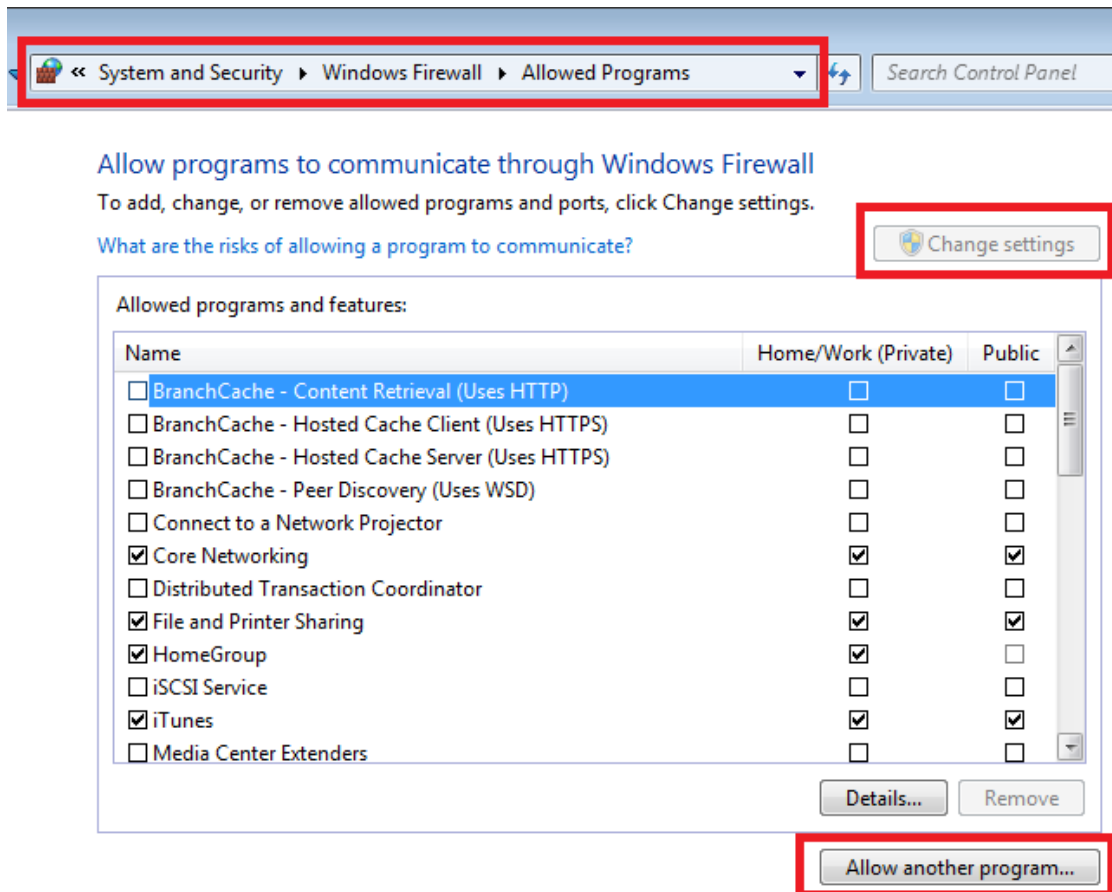 « System and Security ▸ Windows Firewall ▸ Allowed Programs Search Control Panel
Allow programs to communicate through Windows Firewall
To add, change, or remove allowed programs and ports, click Change settings.
What are the risks of allowing a program to communicate? Change settings
Allowed programs and features:
Name Home/Work (Private) Public
BranchCache - Content Retrieval (Uses HTTP)
BranchCache - Hosted Cache Client (Uses HTTPS)
BranchCache - Hosted Cache Server (Uses HTTPS)
BranchCache - Peer Discovery (Uses WSD)
Connect to a Network Projector
Core Networking
Distributed Transaction Coordinator
File and Printer Sharing
HomeGroup
iSCSI Service
iTunes
Media Center Extenders
Details... Remove
Allow another program...